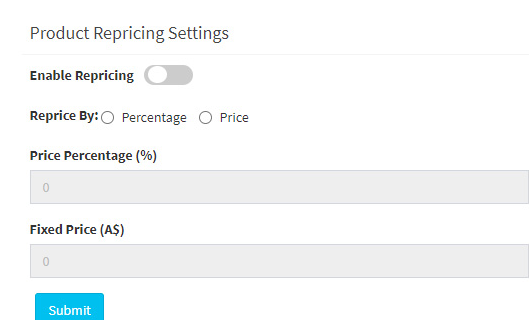 Product Repricing Settings
Enable Repricing
Reprice By: Percentage Price
Price Percentage (%)
0
Fixed Price (A$)
0
Submit